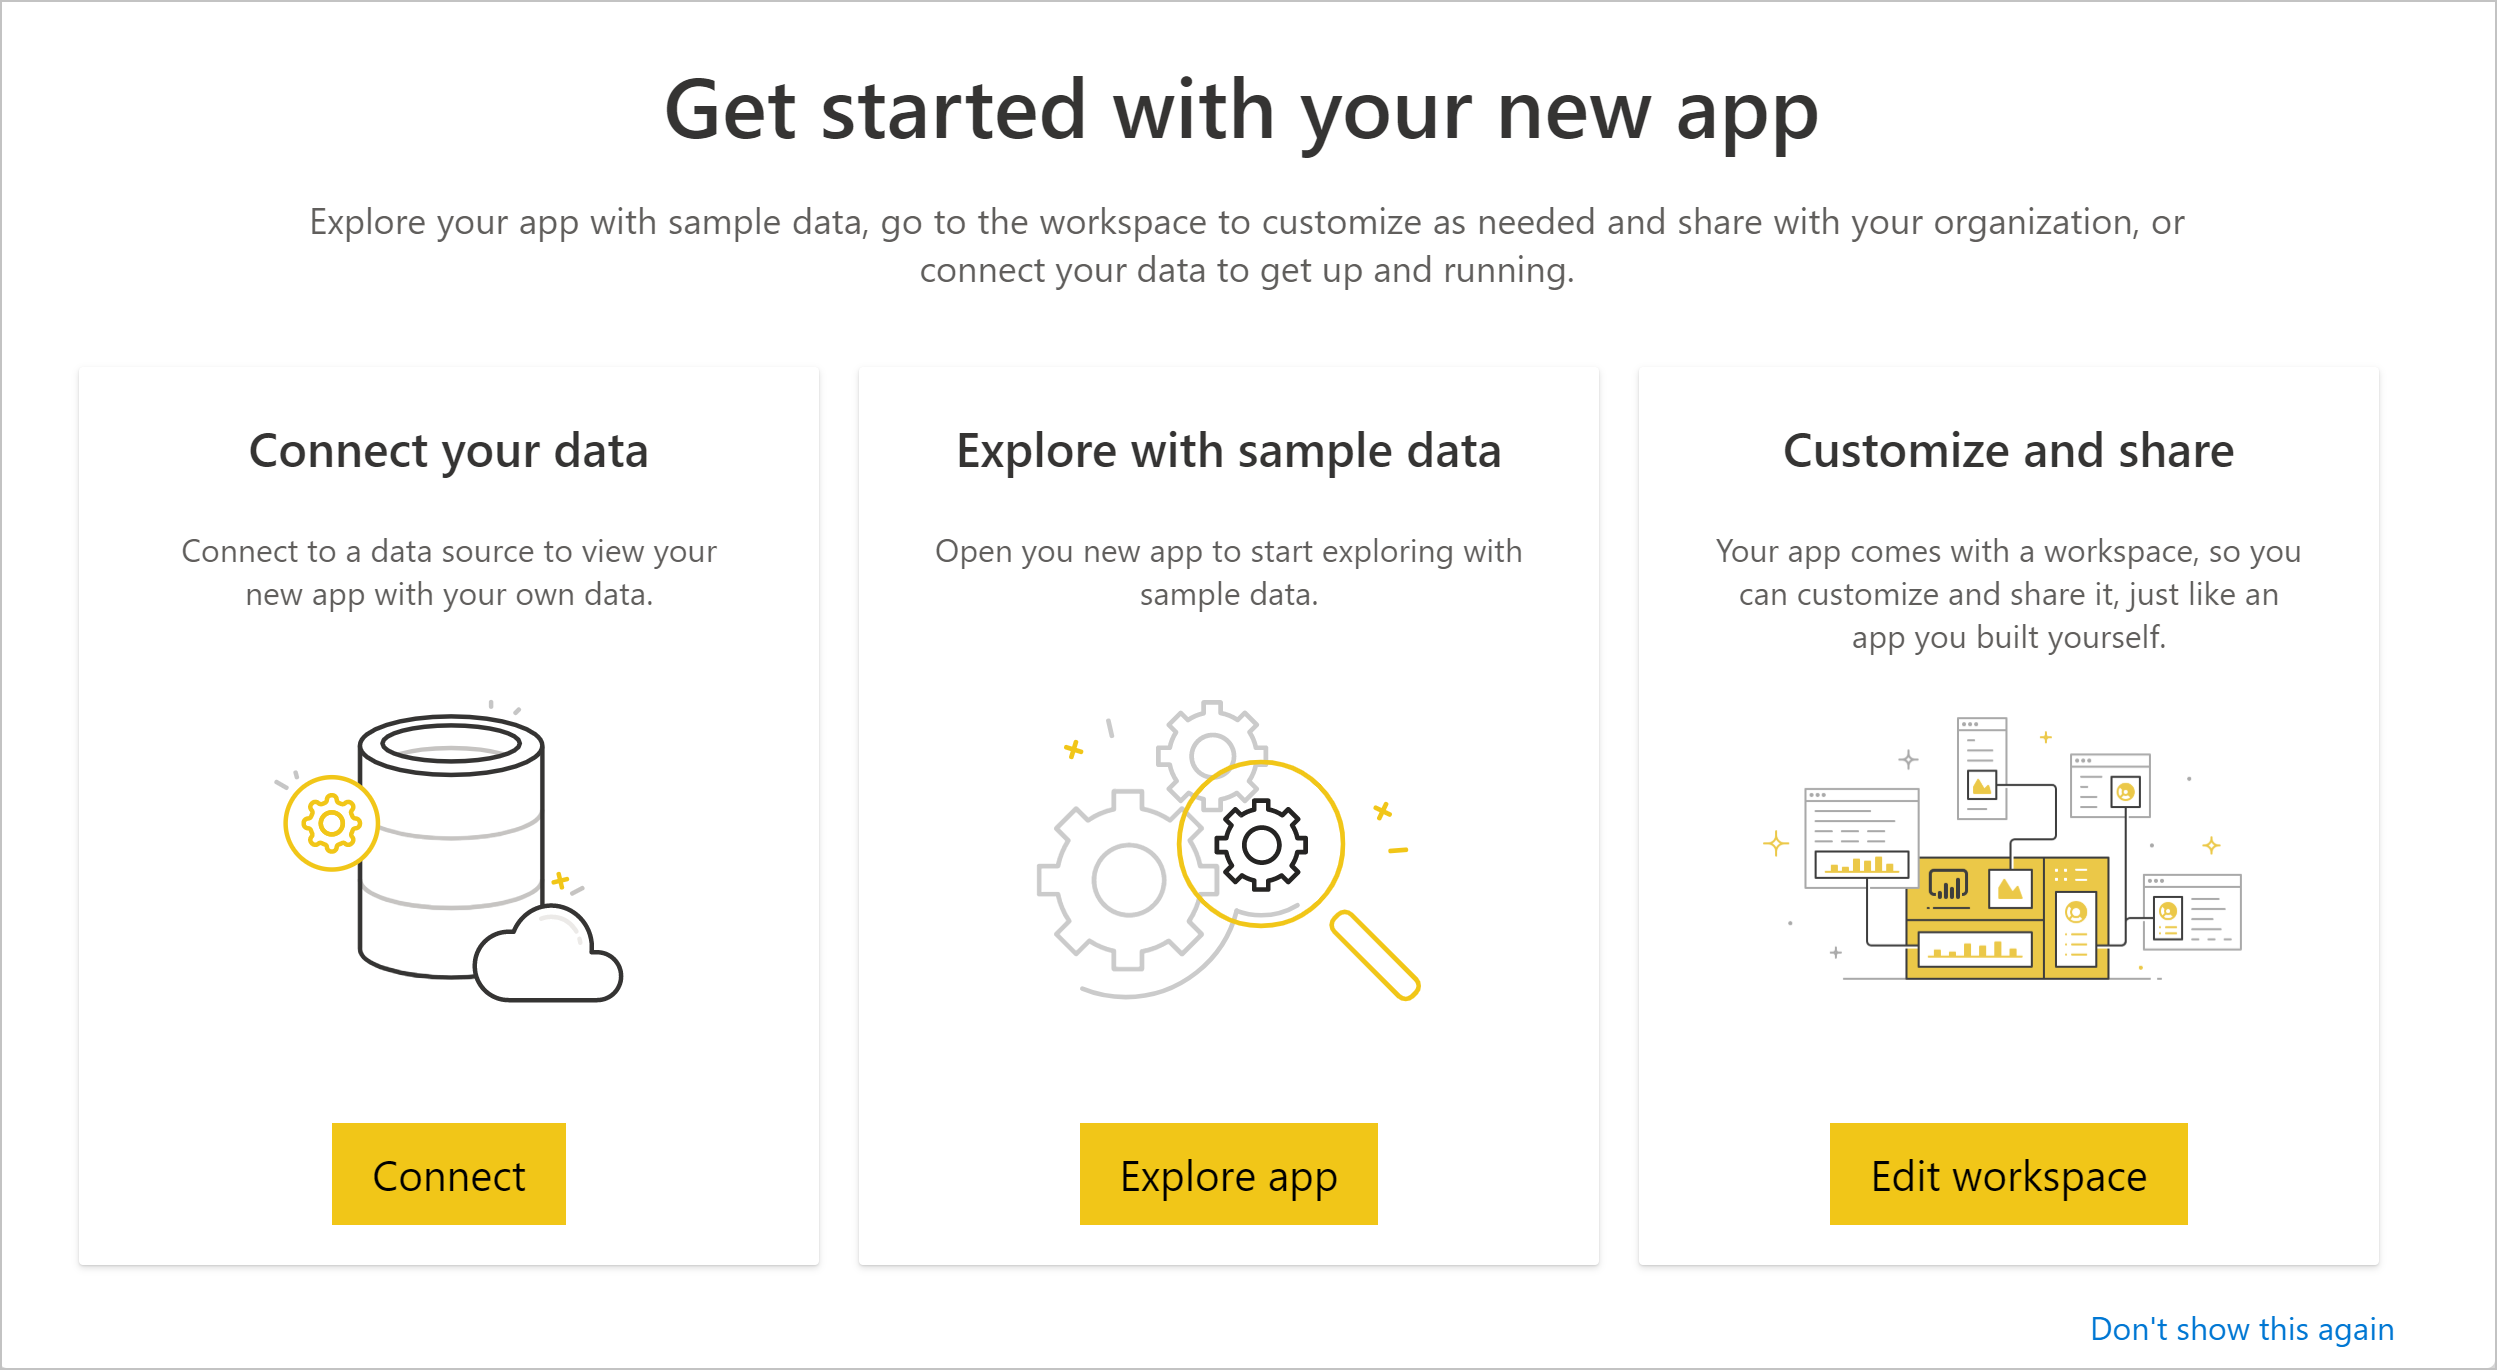 Get started with your new app
Explore your app with sample data, go to the workspace to customize as needed and share with your organization, or
connect your data to get up and running.
Connect your data
Connect to a data source to view your
new app with your own data.
Connect
Explore with sample data
Open you new app to start exploring with
sample data.
Explore app
Customize and share
Your app comes with a workspace, so you
can customize and share it, just like an
app you built yourself.
Edit workspace
Don't show this again